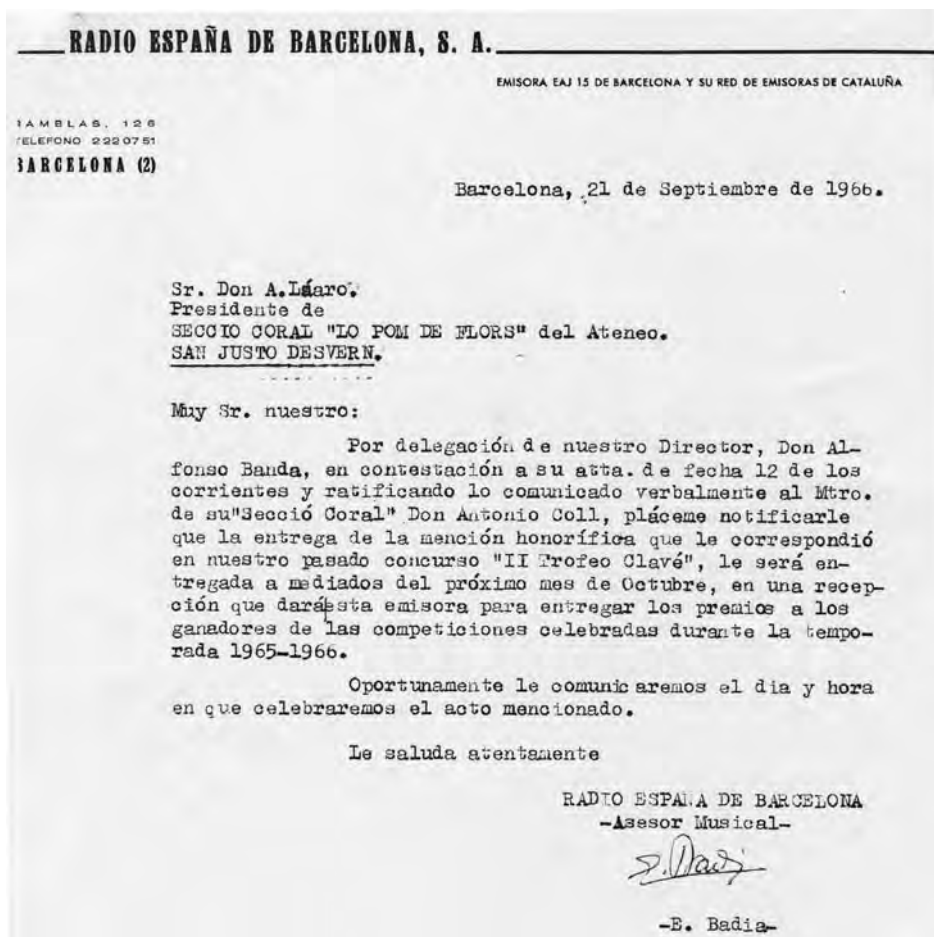 RADIO ESPAÑA DE BARCELONA, S. A.
EMISORA EAJ 15 DE BARCELONA Y SU RED DE EMISORAS DE CATALUÑA
RAMBLAS, 126
TELEFONO 2220751
BARCELONA (2)
Barcelona, 21 de Septiembre de 1966.
Sr. Don A.Láaro.
Presidente de
SECCIO CORAL "LO POM DE FLORS" del Ateneo.
SAN JUSTO DESVERN.
Muy Sr. nuestro:
Por delegación de nuestro Director, Don Al-
fonso Banda, en contestación a su atta. de fecha 12 de los
corrientes y ratificando lo comunicado verbalmente al Mtro.
de su"Secció Coral" Don Antonio Coll, pláceme notificarle
que la entrega de la mención honorífica que le correspondió
en nuestro pasado concurso "II Trofeo Clavé", le será en-
tregada a mediados del próximo mes de Octubre, en una recep-
ción que daráesta emisora para entregar los premios a los
ganadores de las competiciones celebradas durante la tempo-
rada 1965-1966.
Oportunamente le comunicaremos el dia y hora
en que celebraremos el acto mencionado.
Le saluda atentamente
RADIO ESPAÑA DE BARCELONA
-Asesor Musical-
-E. Badia-